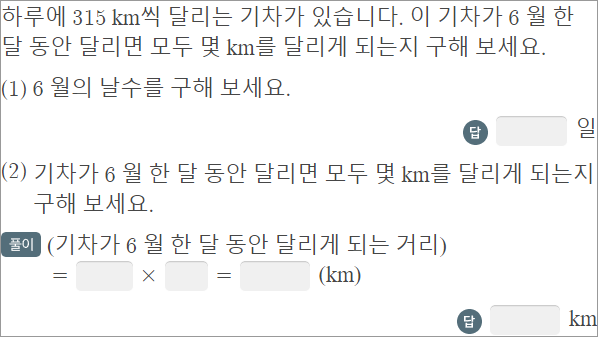 하루에 315 km씩 달리는 기차가 있습니다. 이 기차가 6 월 한
달 동안 달리면 모두 몇 km를 달리게 되는지 구해 보세요.
(1) 6 월의 날수를 구해 보세요.
답 일
(2) 기차가 6 월 한 달 동안 달리면 모두 몇 km를 달리게 되는지
구해 보세요.
풀이 (기차가 6 월 한 달 동안 달리게 되는 거리)
= × = (km)
답 km